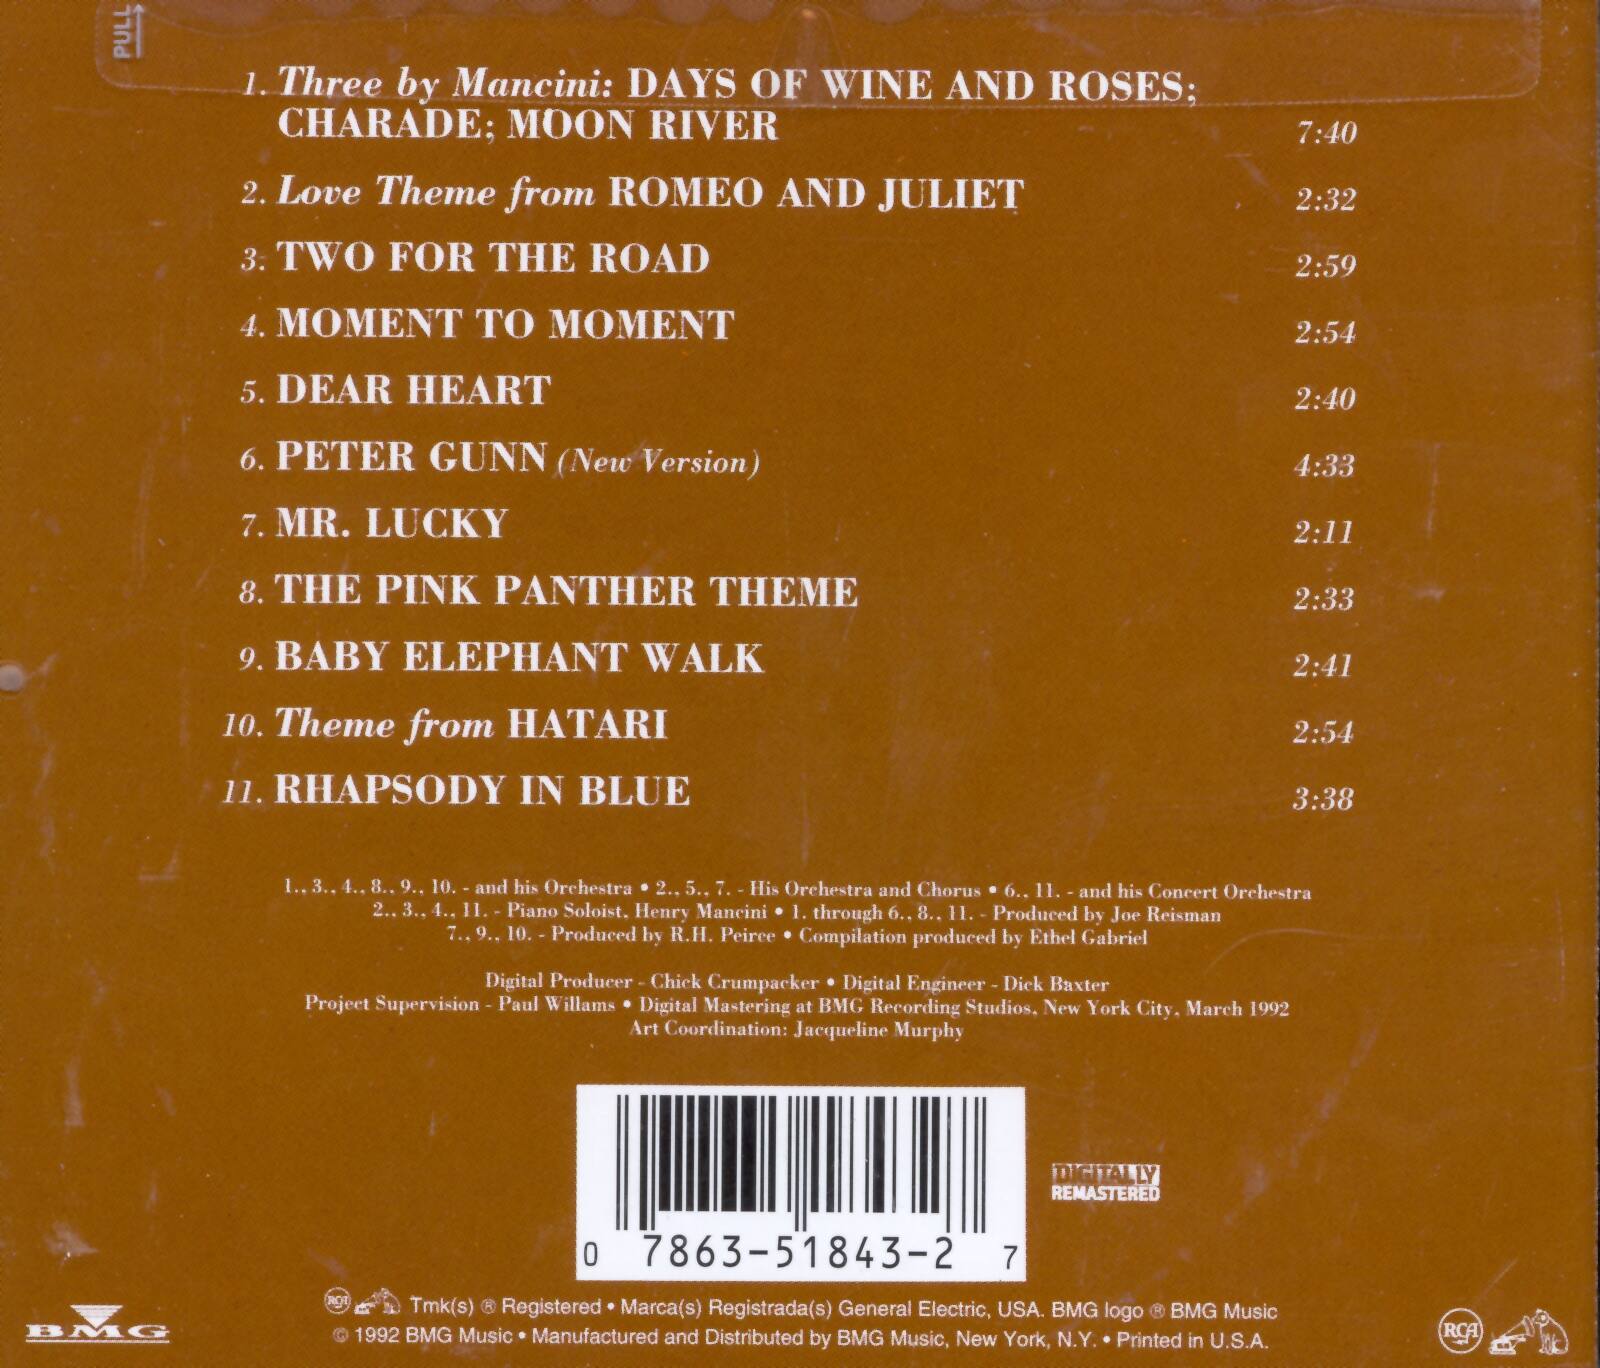 PULL
1. Three by Mancini: DAYS OF WINE AND ROSES;
CHARADE; MOON RIVER 7:40
2. Love Theme from ROMEO AND JULIET 2:32
3. TWO FOR THE ROAD 2:59
4. MOMENT TO MOMENT 2:54
5. DEAR HEART 2:40
6. PETER GUNN (New Version) 4:33
7. MR. LUCKY 2:11
8. THE PINK PANTHER THEME 2:33
9. BABY ELEPHANT WALK 2:41
10. Theme from HATARI 2:54
11. RHAPSODY IN BLUE 3:38
1., 3., 4., 8., 9., 10. - and his Orchestra • 2., 5., 7. - His Orchestra and Chorus • 6., 11. - and his Concert Orchestra
2., 3., 4., 11. - Piano Soloist, Henry Mancini • 1. through 6., 8., 11. - Produced by Joe Reisman
7., 9., 10. - Produced by R.H. Peirce • Compilation produced by Ethel Gabriel
Digital Producer - Chick Crumpacker • Digital Engineer - Dick Baxter
Project Supervision - Paul Willams • Digital Mastering at BMG Recording Studios, New York City, March 1992
Art Coordination: Jacqueline Murphy
DIGITALLY
REMASTERED
0 7863-51843-2 7
RCA Tmk(s) ® Registered • Marca(s) Registrada(s) General Electric, USA. BMG logo ® BMG Music
© 1992 BMG Music • Manufactured and Distributed by BMG Music, New York, N.Y. • Printed in U.S.A.
BMG
RCA